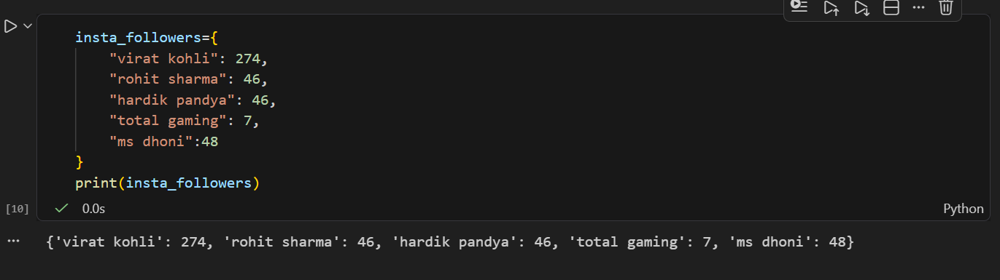 insta_followers={
"virat kohli": 274,
"rohit sharma": 46,
"hardik pandya": 46,
"total gaming": 7,
"ms dhoni":48
}
print(insta_followers)
[10]
0.0s
Python
{'virat kohli': 274, 'rohit sharma': 46, 'hardik pandya': 46, 'total gaming': 7, 'ms dhoni': 48}